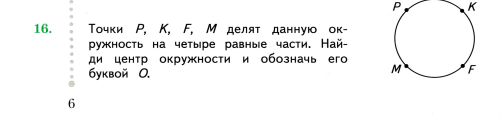 16. Точки P, K, F, M делят данную ок-
ружность на четыре равные части. Най-
ди центр окружности и обозначь его
буквой O.
P K
M F
6